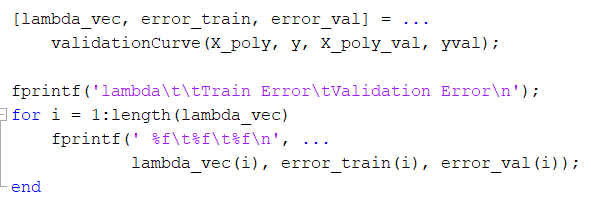 [lambda_vec, error_train, error_val] = ...
    validationCurve(X_poly, y, X_poly_val, yval);
fprintf('lambda\t\tTrain Error\tValidation Error\n');
for i = 1:length(lambda_vec)
    fprintf(' %f\t%f\t%f\n', ...
            lambda_vec(i), error_train(i), error_val(i));
end